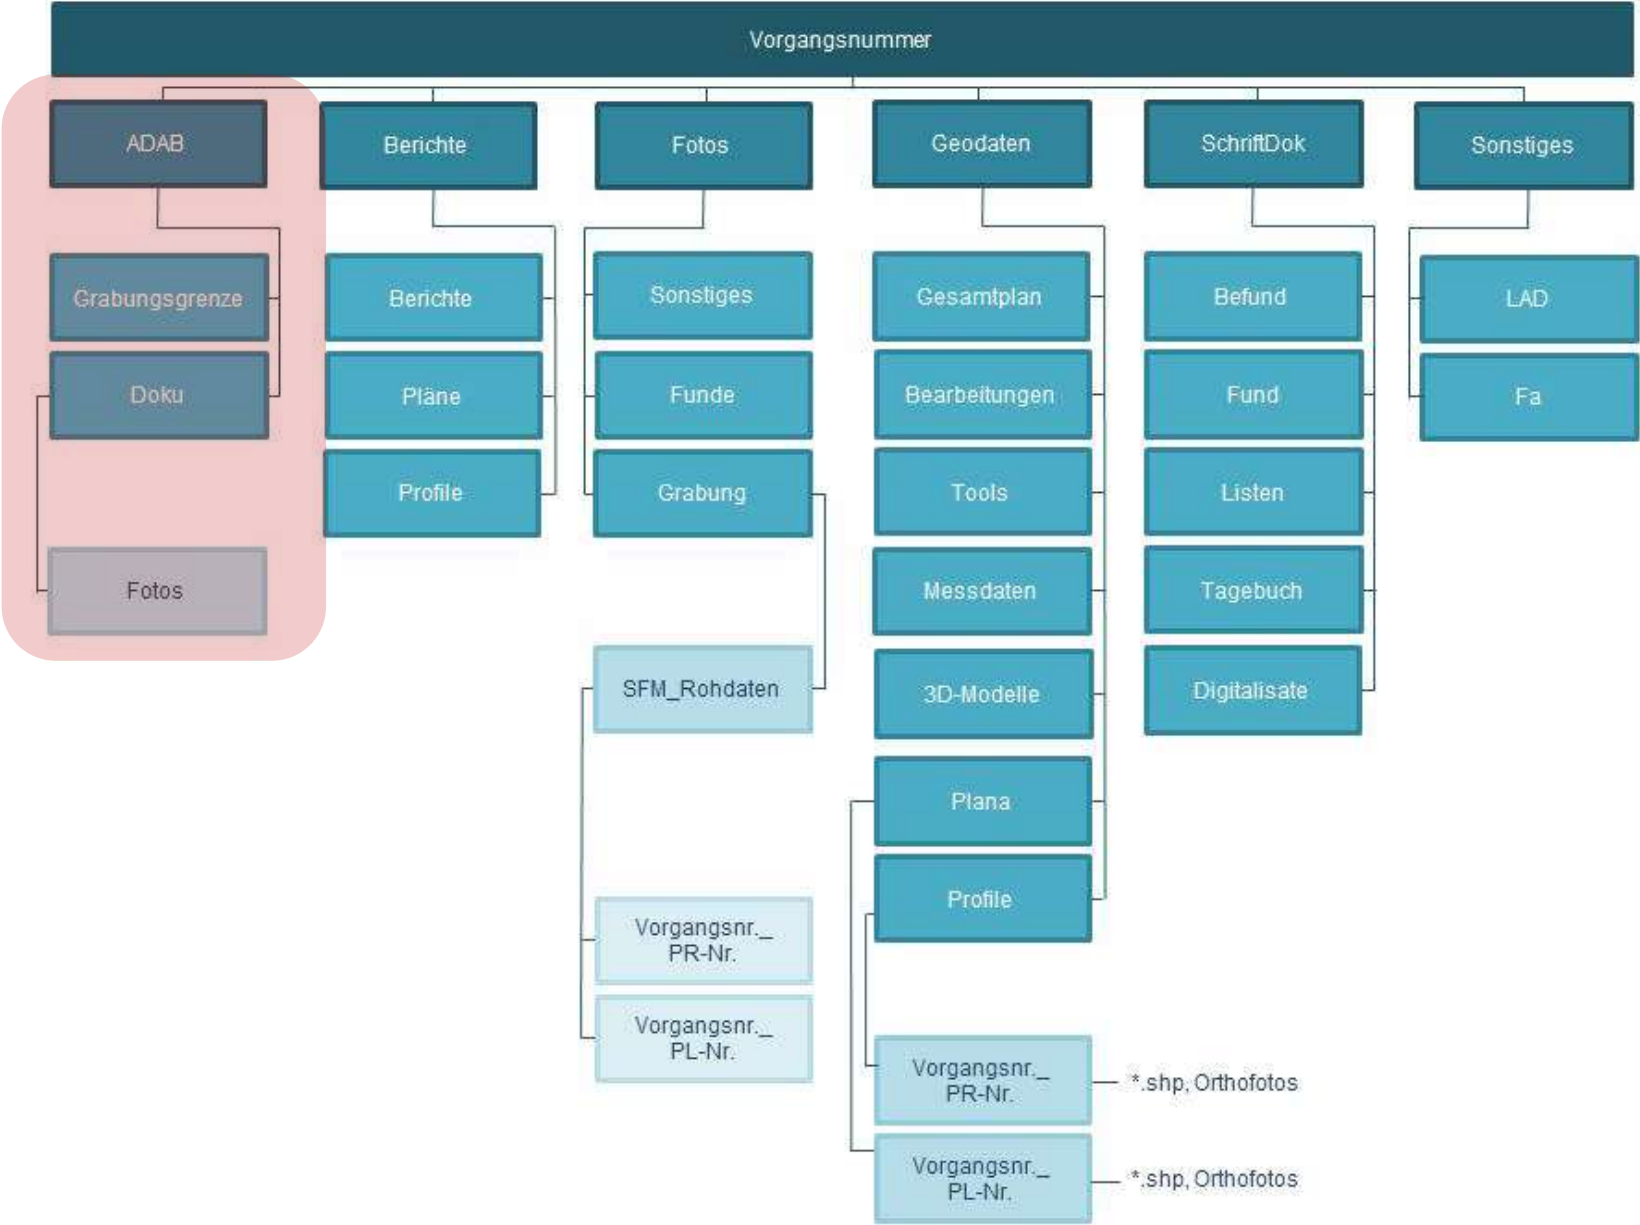 Vorgangsnummer
ADAB
Berichte
Fotos
Geodaten
SchriftDok
Sonstiges
Grabungsgrenze
Doku
Fotos
Berichte
Pläne
Profile
Sonstiges
Funde
Grabung
SFM_Rohdaten
Vorgangsnr._
PR-Nr.
Vorgangsnr._
PL-Nr.
Gesamtplan
Bearbeitungen
Tools
Messdaten
3D-Modelle
Plana
Profile
Vorgangsnr._
PR-Nr.
*.shp, Orthofotos
Vorgangsnr._
PL-Nr.
*.shp, Orthofotos
Befund
Fund
Listen
Tagebuch
Digitalisate
LAD
Fa